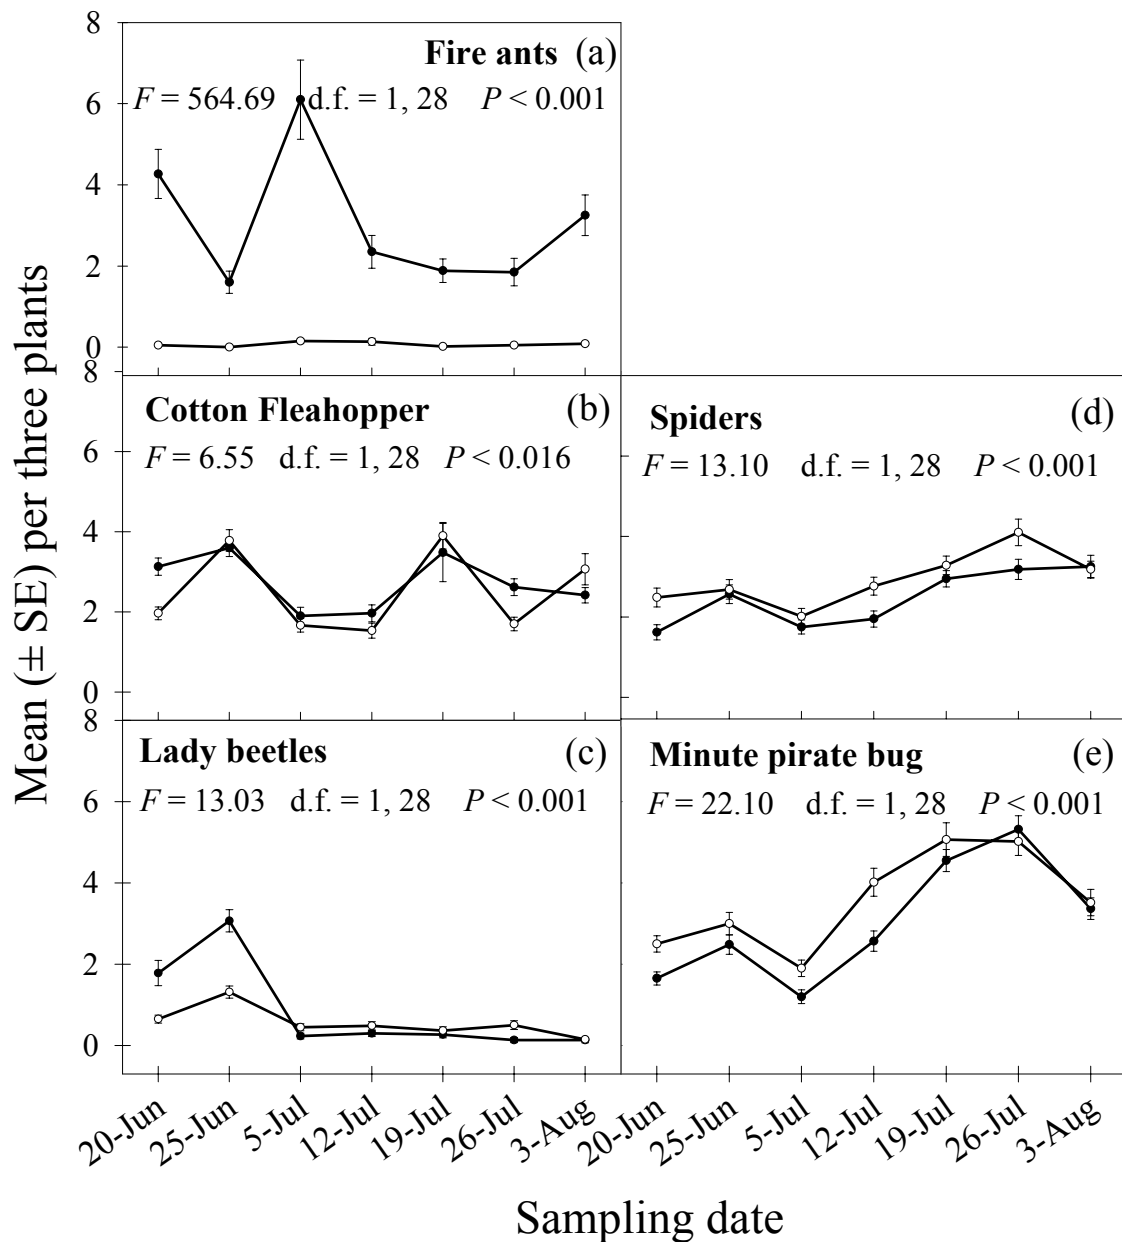 8
Fire ants (a)
F = 564.69 d.f. = 1, 28 P < 0.001
6
4
2
0
Mean (± SE) per three plants
8
Cotton Fleahopper (b)
F = 6.55 d.f. = 1, 28 P < 0.016
6
4
2
0
Spiders (d)
F = 13.10 d.f. = 1, 28 P < 0.001
8
Lady beetles (c)
F = 13.03 d.f. = 1, 28 P < 0.001
6
4
2
0
Minute pirate bug (e)
F = 22.10 d.f. = 1, 28 P < 0.001
20-Jun 25-Jun 5-Jul 12-Jul 19-Jul 26-Jul 3-Aug
20-Jun 25-Jun 5-Jul 12-Jul 19-Jul 26-Jul 3-Aug
Sampling date